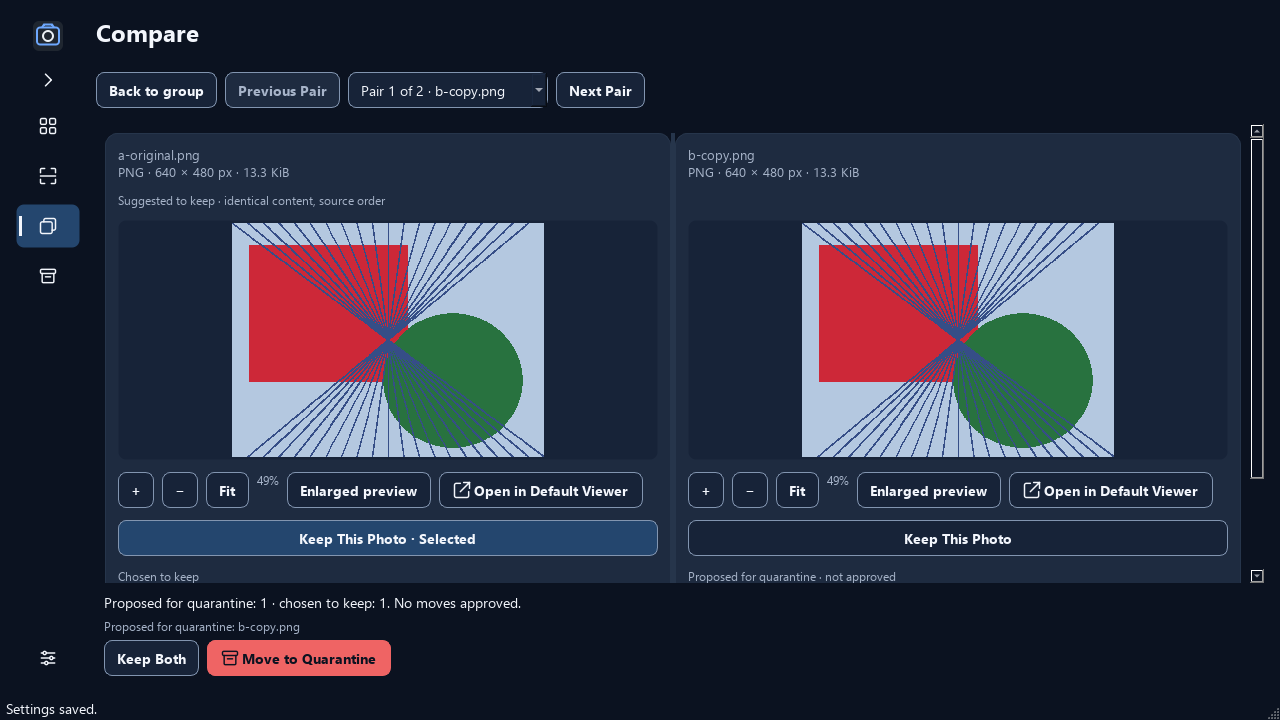 Compare
Back to group
Previous Pair
Pair 1 of 2 · b-copy.png
Next Pair
a-original.png
PNG · 640 × 480 px · 13.3 KiB
Suggested to keep · identical content, source order
+
−
Fit
49%
Enlarged preview
Open in Default Viewer
Keep This Photo · Selected
Chosen to keep
b-copy.png
PNG · 640 × 480 px · 13.3 KiB
+
−
Fit
49%
Enlarged preview
Open in Default Viewer
Keep This Photo
Proposed for quarantine · not approved
Proposed for quarantine: 1 · chosen to keep: 1. No moves approved.
Proposed for quarantine: b-copy.png
Keep Both
Move to Quarantine
Settings saved.